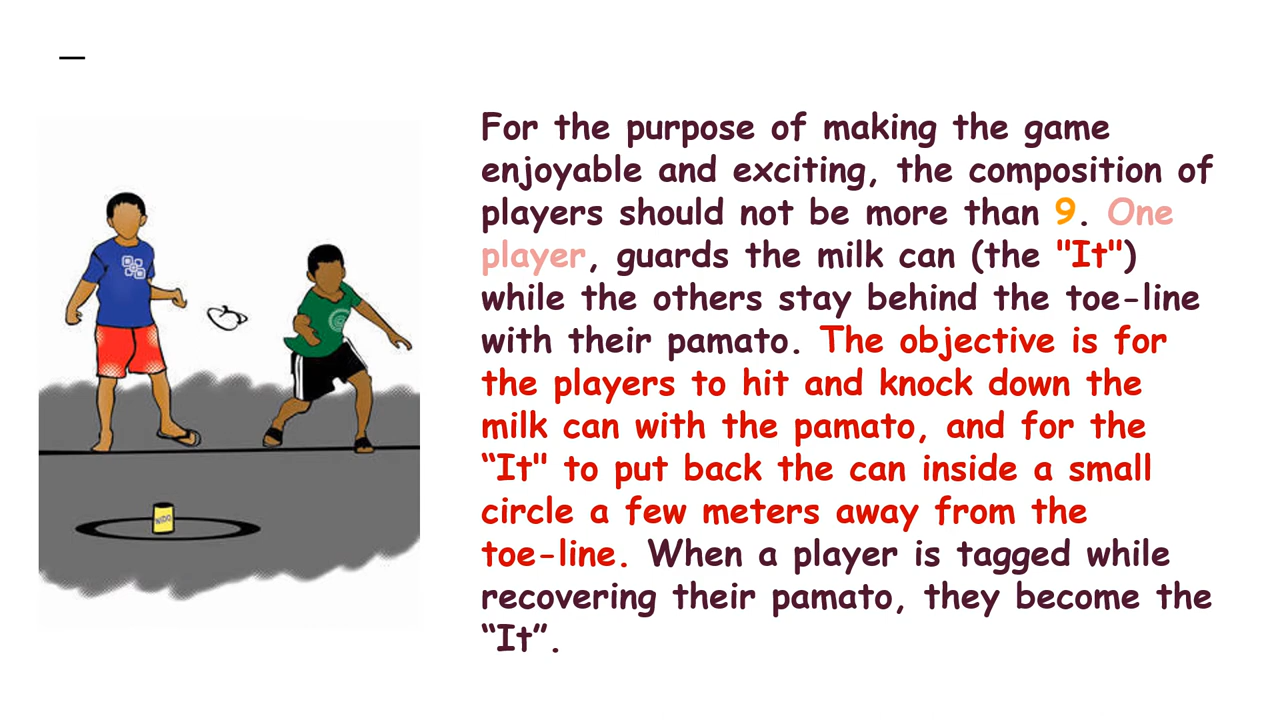 For the purpose of making the game
enjoyable and exciting, the composition of
players should not be more than 9. One
player, guards the milk can (the "It")
while the others stay behind the toe-line
with their pamato. The objective is for
the players to hit and knock down the
milk can with the pamato, and for the
“It" to put back the can inside a small
circle a few meters away from the
toe-line. When a player is tagged while
recovering their pamato, they become the
“It”.
NIDO